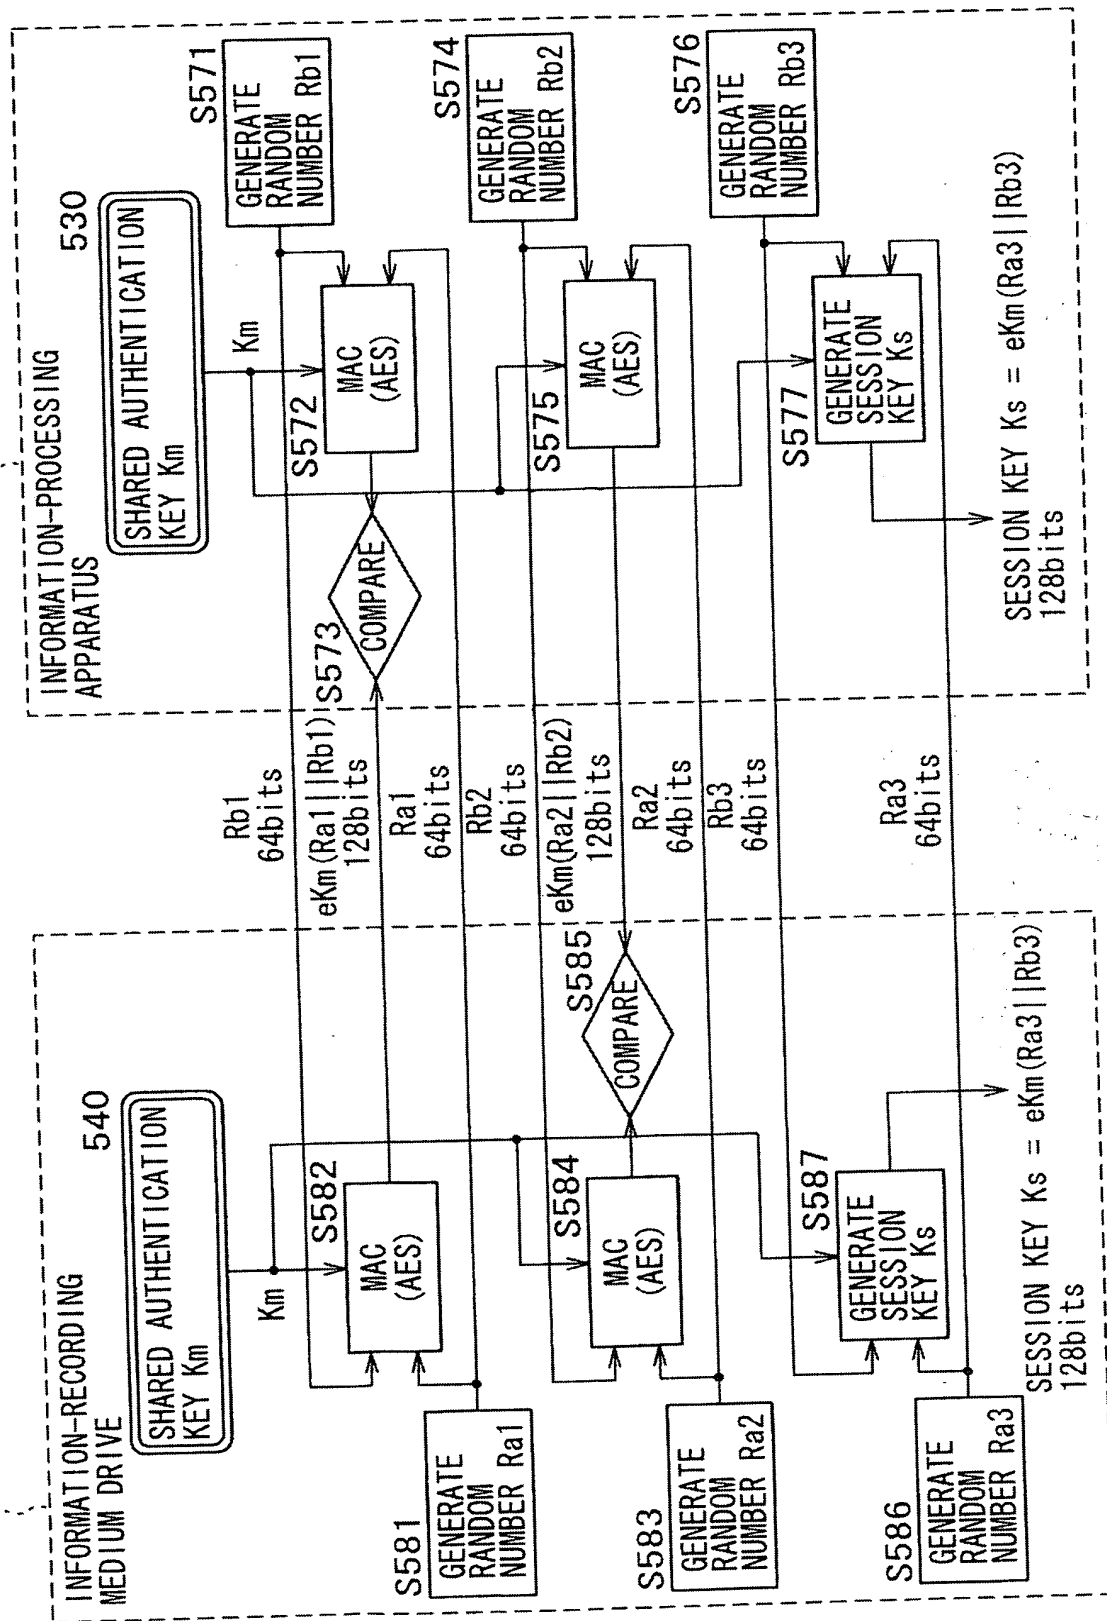 INFORMATION-RECORDING
MEDIUM DRIVE
540
SHARED AUTHENTICATION
KEY Km
Km
S581
GENERATE
RANDOM
NUMBER Ra1
S582
MAC
(AES)
S583
GENERATE
RANDOM
NUMBER Ra2
S584
MAC
(AES)
S585
COMPARE
S586
GENERATE
RANDOM
NUMBER Ra3
S587
GENERATE
SESSION
KEY Ks
SESSION KEY Ks = eKm(Ra3||Rb3)
128bits
Rb1
64bits
eKm(Ra1||Rb1)
128bits
Ra1
64bits
Rb2
64bits
eKm(Ra2||Rb2)
128bits
Ra2
64bits
Rb3
64bits
Ra3
64bits
INFORMATION-PROCESSING
APPARATUS
530
SHARED AUTHENTICATION
KEY Km
Km
S571
GENERATE
RANDOM
NUMBER Rb1
S572
MAC
(AES)
S573
COMPARE
S574
GENERATE
RANDOM
NUMBER Rb2
S575
MAC
(AES)
S576
GENERATE
RANDOM
NUMBER Rb3
S577
GENERATE
SESSION
KEY Ks
SESSION KEY Ks = eKm(Ra3||Rb3)
128bits